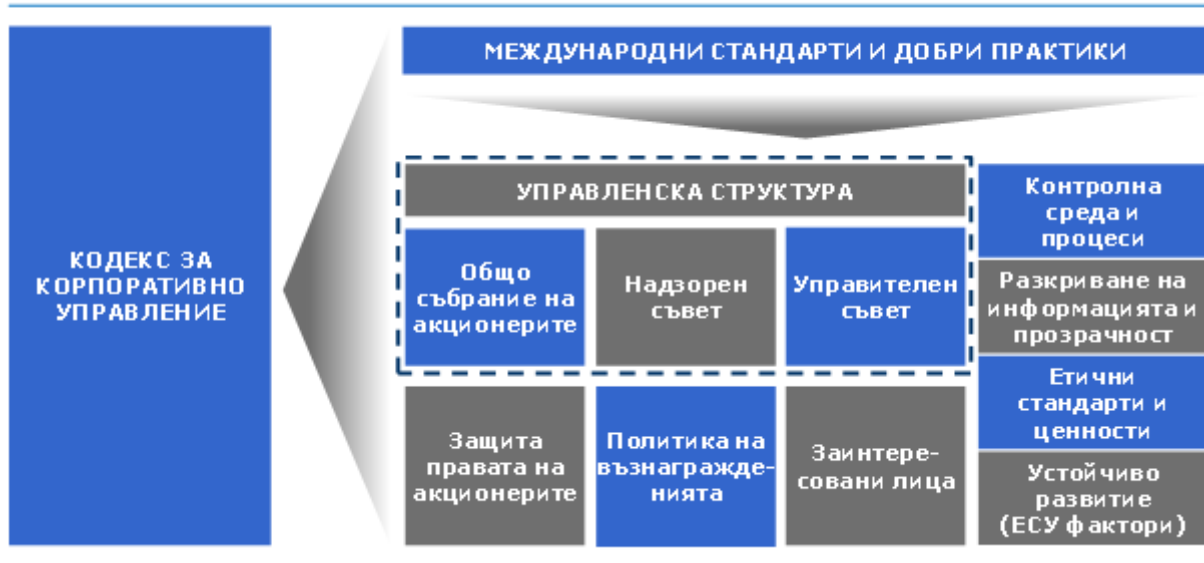 МЕЖДУНАРОДНИ СТАНДАРТИ И ДОБРИ ПРАКТИКИ
КОДЕКС ЗА
КОРПОРАТИВНО
УПРАВЛЕНИЕ
УПРАВЛЕНСКА СТРУКТУРА
Общо
събрание на
акционерите
Надзорен
съвет
Управителен
съвет
Защита
правата на
акционерите
Политика на
възнагражде-
нията
Заинтере-
совани лица
Контролна
среда и
процеси
Разкриване на
информацията и
прозрачност
Етични
стандарти и
ценности
Устойчиво
развитие
(ЕСУ фактори)